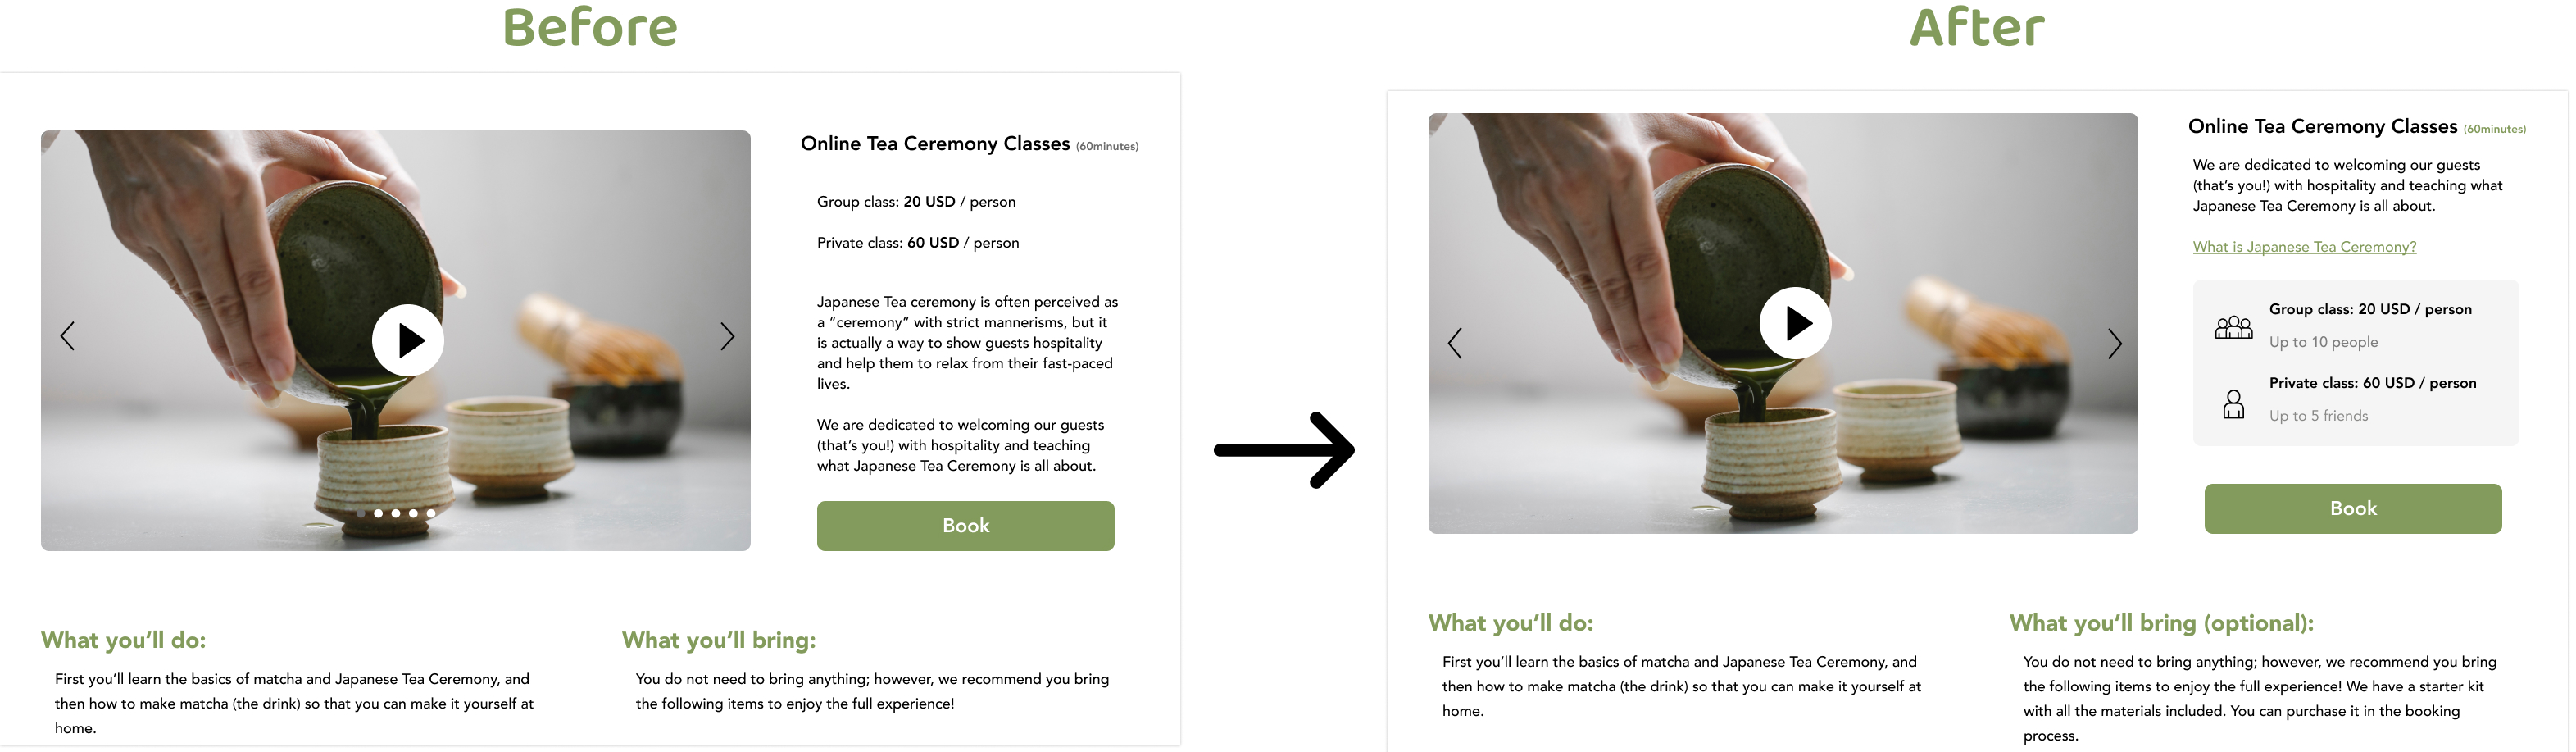 Before
Online Tea Ceremony Classes (60minutes)
Group class: 20 USD / person
Private class: 60 USD / person
Japanese Tea ceremony is often perceived as
a “ceremony” with strict mannerisms, but it
is actually a way to show guests hospitality
and help them to relax from their fast-paced
lives.
We are dedicated to welcoming our guests
(that’s you!) with hospitality and teaching
what Japanese Tea Ceremony is all about.
Book
What you’ll do:
First you’ll learn the basics of matcha and Japanese Tea Ceremony, and
then how to make matcha (the drink) so that you can make it yourself at
home.
What you’ll bring:
You do not need to bring anything; however, we recommend you bring
the following items to enjoy the full experience!
After
Online Tea Ceremony Classes (60minutes)
We are dedicated to welcoming our guests
(that’s you!) with hospitality and teaching what
Japanese Tea Ceremony is all about.
What is Japanese Tea Ceremony?
Group class: 20 USD / person
Up to 10 people
Private class: 60 USD / person
Up to 5 friends
Book
What you’ll do:
First you’ll learn the basics of matcha and Japanese Tea Ceremony, and
then how to make matcha (the drink) so that you can make it yourself at
home.
What you’ll bring (optional):
You do not need to bring anything; however, we recommend you bring
the following items to enjoy the full experience! We have a starter kit
with all the materials included. You can purchase it in the booking
process.